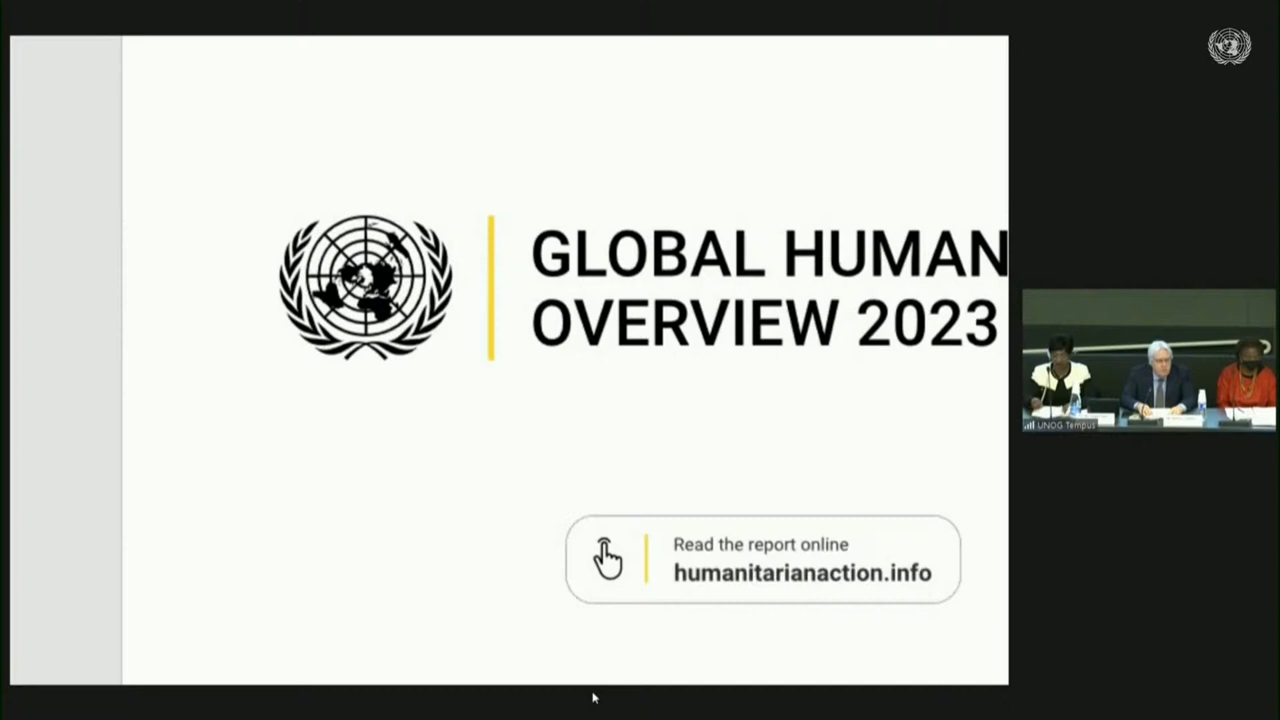 GLOBAL HUMAN
OVERVIEW 2023
Read the report online
humanitarianaction.info
UNOG Tempus